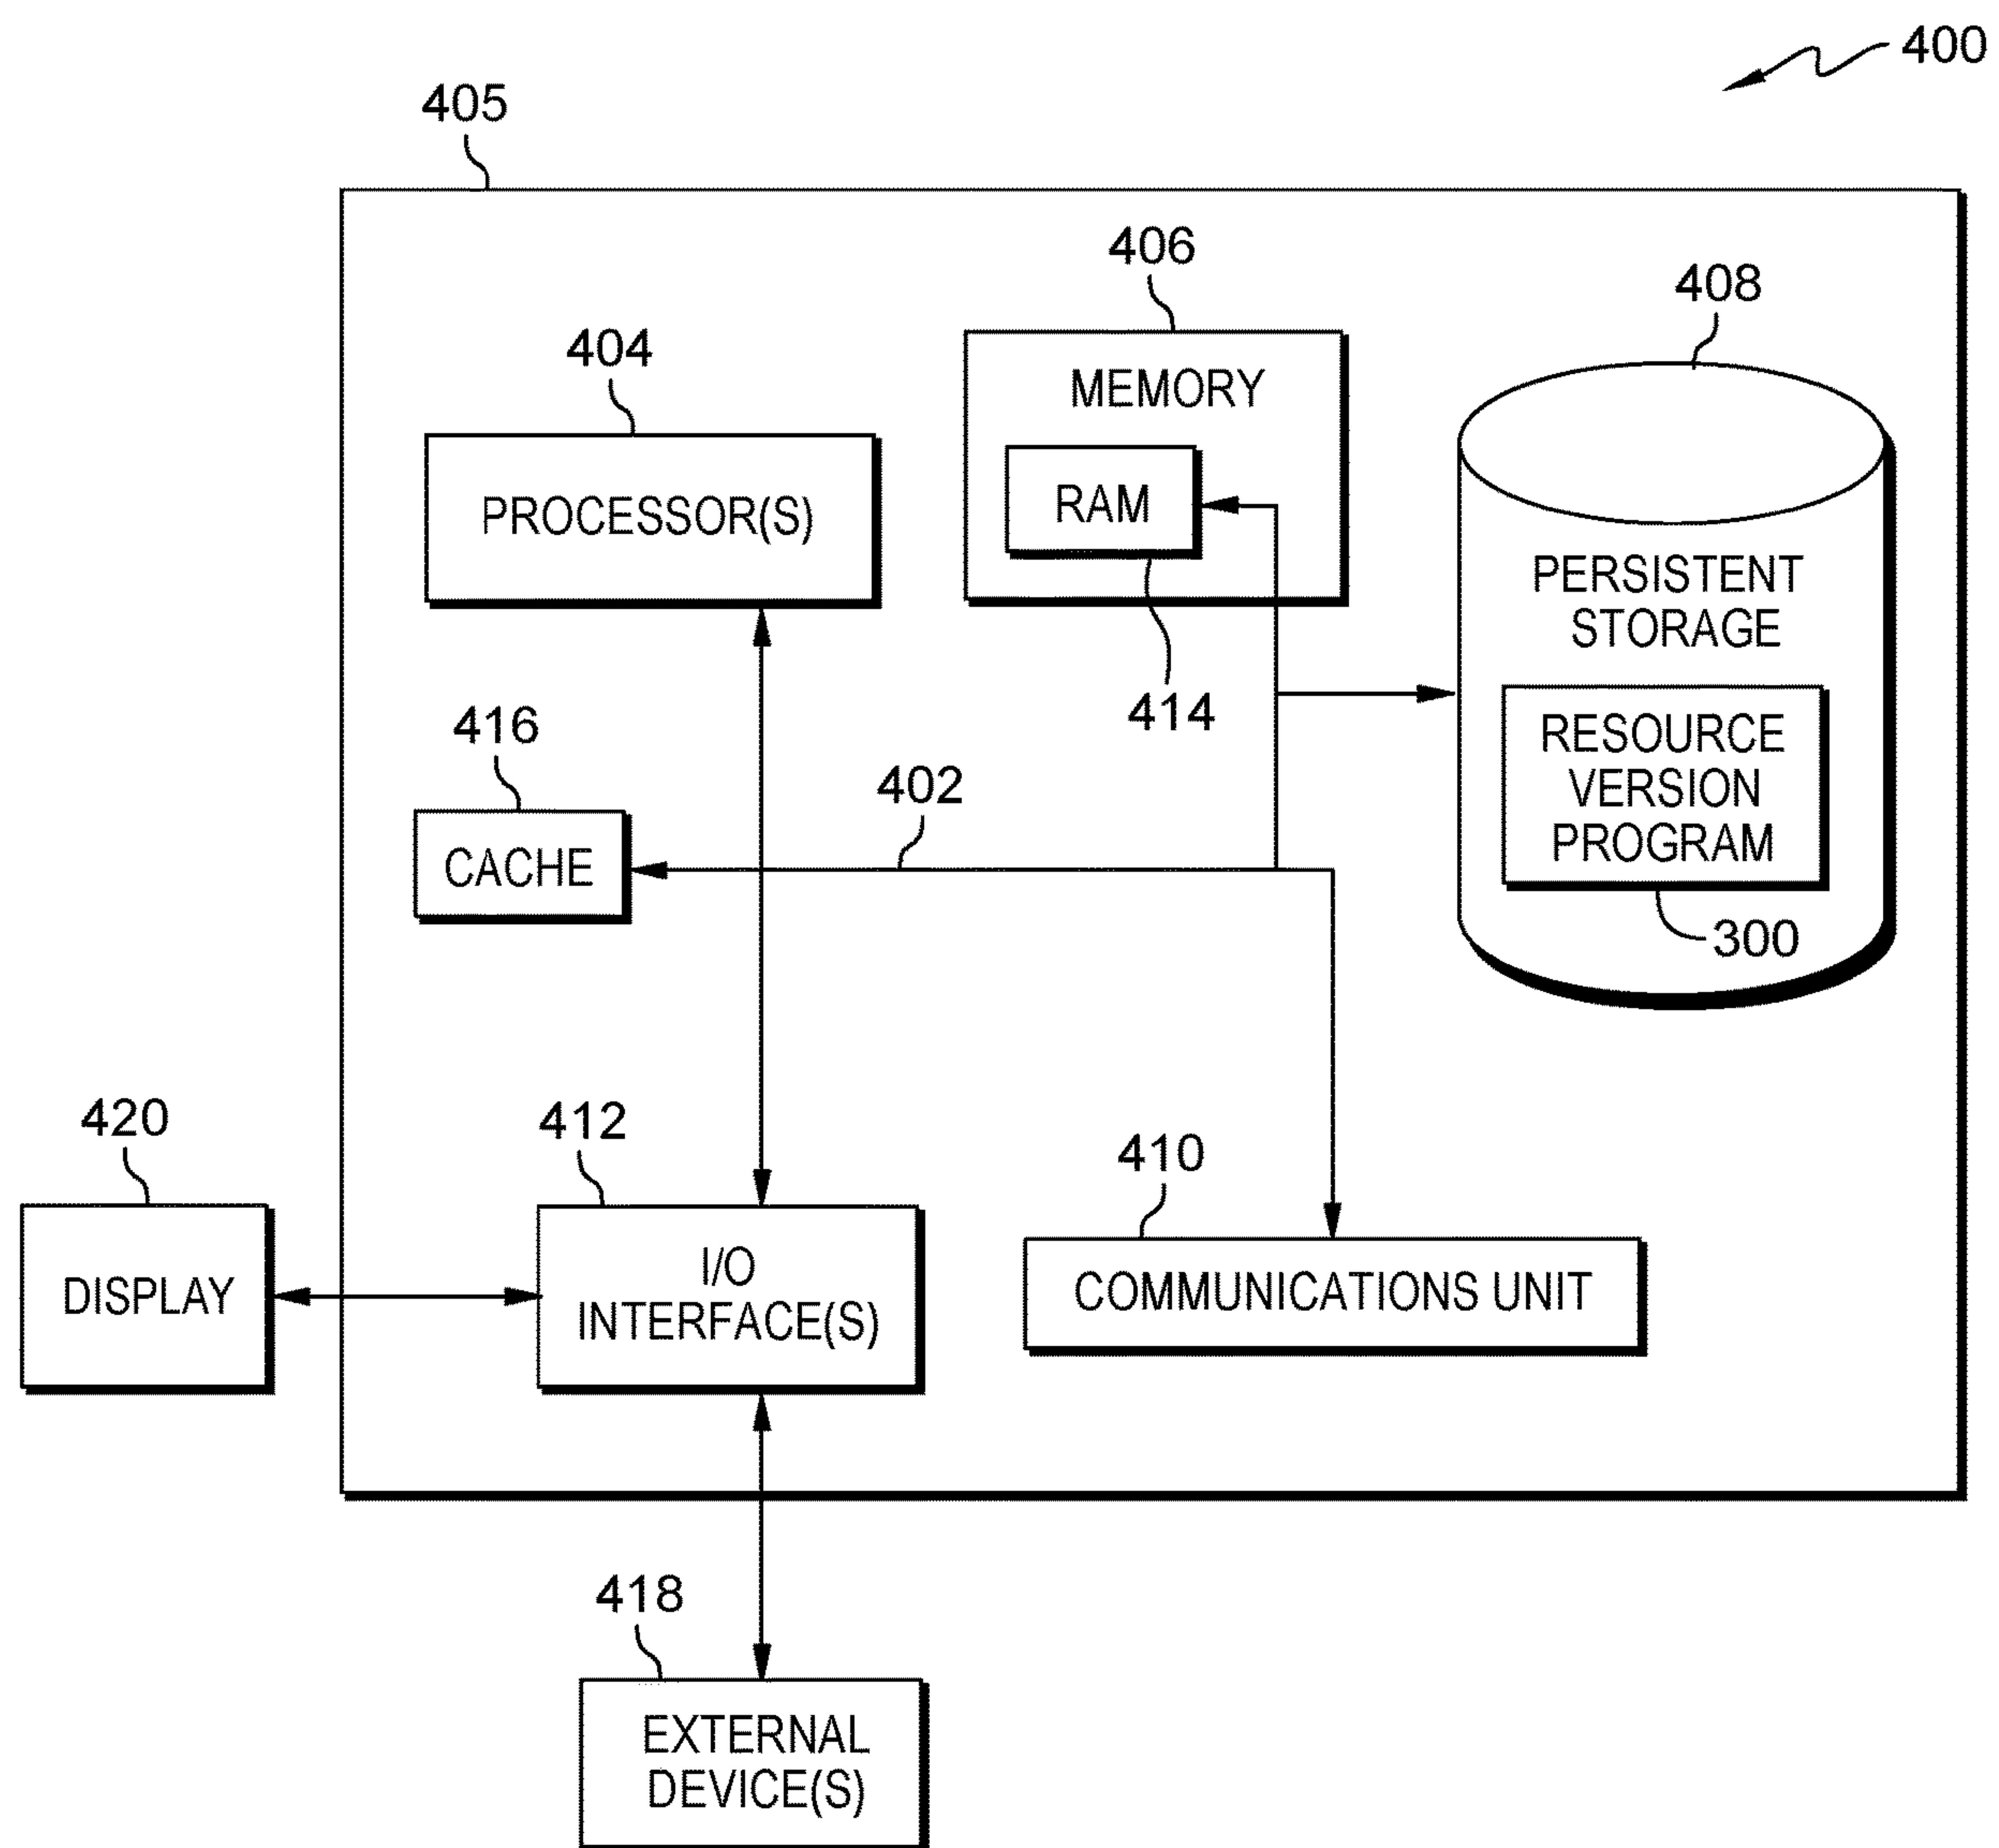 400
405
406
408
404
MEMORY
PROCESSOR(S)
RAM
PERSISTENT
STORAGE
414
416
402
RESOURCE
VERSION
PROGRAM
CACHE
300
420
412
410
DISPLAY
I/O
INTERFACE(S)
COMMUNICATIONS UNIT
418
EXTERNAL
DEVICE(S)